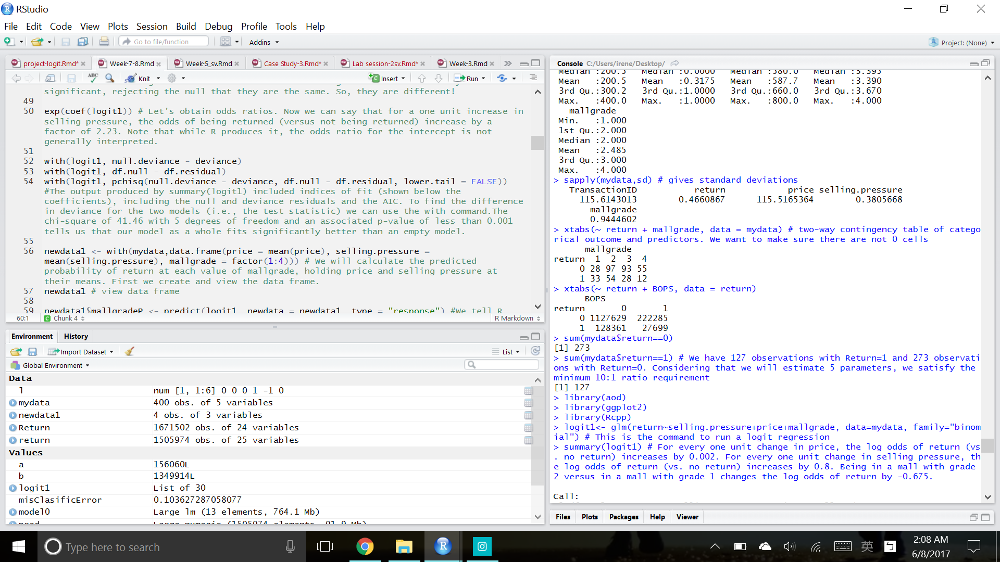 RStudio
File Edit Code View Plots Session Build Debug Profile Tools Help
Go to file/function
Addins
Project: (None)
project-logit.Rmd*
Week-7-8.Rmd
Week-5_sv.Rmd
Case Study-3.Rmd*
Lab session-2sv.Rmd*
Week-3.Rmd
ABC
Knit
Insert
Run
significant, rejecting the null that they are the same. So, they are different!
49
50 exp(coef(logit1)) # Let's obtain odds ratios. Now we can say that for a one unit increase in
selling pressure, the odds of being returned (versus not being returned) increase by a
factor of 2.23. Note that while R produces it, the odds ratio for the intercept is not
generally interpreted.
51
52 with(logit1, null.deviance - deviance)
53 with(logit1, df.null - df.residual)
54 with(logit1, pchisq(null.deviance - deviance, df.null - df.residual, lower.tail = FALSE))
#The output produced by summary(logit1) included indices of fit (shown below the
coefficients), including the null and deviance residuals and the AIC. To find the difference
in deviance for the two models (i.e., the test statistic) we can use the with command.The
chi-square of 41.46 with 5 degrees of freedom and an associated p-value of less than 0.001
tells us that our model as a whole fits significantly better than an empty model.
55
56 newdata1 <- with(mydata,data.frame(price = mean(price), selling.pressure =
mean(selling.pressure), mallgrade = factor(1:4))) # We will calculate the predicted
probability of return at each value of mallgrade, holding price and selling pressure at
their means. First we create and view the data frame.
57 newdata1 # view data frame
58
59 newdata1$mallgradeP <- predict(logit1, newdata = newdata1, type = "response") #We tell R
60:1 Chunk 4 R Markdown
Environment History
Import Dataset List
Global Environment
Data
l num [1, 1:6] 0 0 0 1 -1 0
mydata 400 obs. of 5 variables
newdata1 4 obs. of 3 variables
Return 1671502 obs. of 24 variables
return 1505974 obs. of 25 variables
Values
a 156060L
b 1349914L
logit1 List of 30
misClasificError 0.103627287058077
model0 Large lm (13 elements, 764.1 Mb)
pred Large numeric (1505974 elements, 91.9 Mb)
Console C:/Users/irene/Desktop/
Median :200.5 Median :0.0000 Median :580.0 Median :3.395
Mean :200.5 Mean :0.3175 Mean :587.7 Mean :3.390
3rd Qu.:300.2 3rd Qu.:1.0000 3rd Qu.:660.0 3rd Qu.:3.670
Max. :400.0 Max. :1.0000 Max. :800.0 Max. :4.000
mallgrade
Min. :1.000
1st Qu.:2.000
Median :2.000
Mean :2.485
3rd Qu.:3.000
Max. :4.000
> sapply(mydata,sd) # gives standard deviations
TransactionID return price selling.pressure
115.6143013 0.4660867 115.5165364 0.3805668
mallgrade
0.9444602
> xtabs(~ return + mallgrade, data = mydata) # two-way contingency table of catego
rical outcome and predictors. We want to make sure there are not 0 cells
mallgrade
return 1 2 3 4
0 28 97 93 55
1 33 54 28 12
> xtabs(~ return + BOPS, data = return)
BOPS
return 0 1
0 1127629 222285
1 128361 27699
> sum(mydata$return==0)
[1] 273
> sum(mydata$return==1) # We have 127 observations with Return=1 and 273 observati
ons with Return=0. Considering that we will estimate 5 parameters, we satisfy the
minimum 10:1 ratio requirement
[1] 127
> library(aod)
> library(ggplot2)
> library(Rcpp)
> logit1<- glm(return~selling.pressure+price+mallgrade, data=mydata, family="binom
ial") # This is the command to run a logit regression
> summary(logit1) # For every one unit change in price, the log odds of return (vs
. no return) increases by 0.002. For every one unit change in selling pressure, th
e log odds of return (vs. no return) increases by 0.8. Being in a mall with grade
2 versus in a mall with grade 1 changes the log odds of return by -0.675.
Call:
Files Plots Packages Help Viewer
Type here to search
英
2:08 AM
6/8/2017